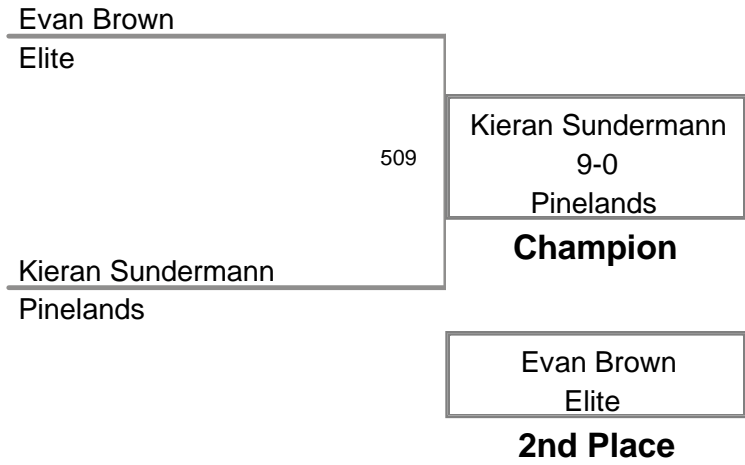 Evan Brown
Elite
Kieran Sundermann
9-0
Pinelands
509
Champion
Kieran Sundermann
Pinelands
Evan Brown
Elite
2nd Place